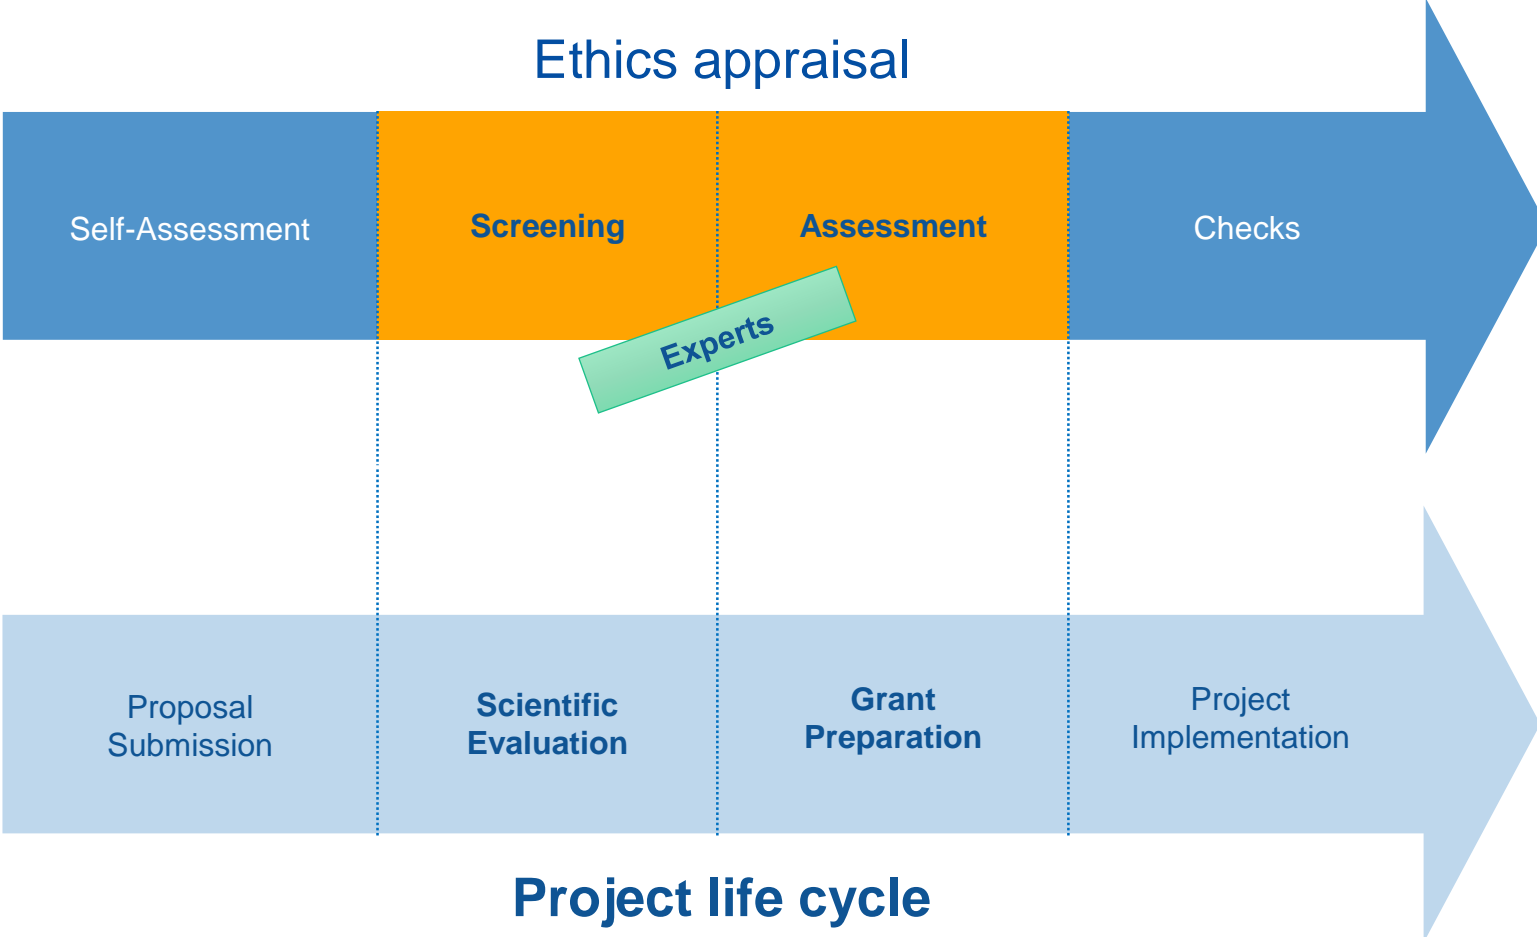 Ethics appraisal
Self-Assessment
Screening
Assessment
Checks
Experts
Proposal
Submission
Scientific
Evaluation
Grant
Preparation
Project
Implementation
Project life cycle